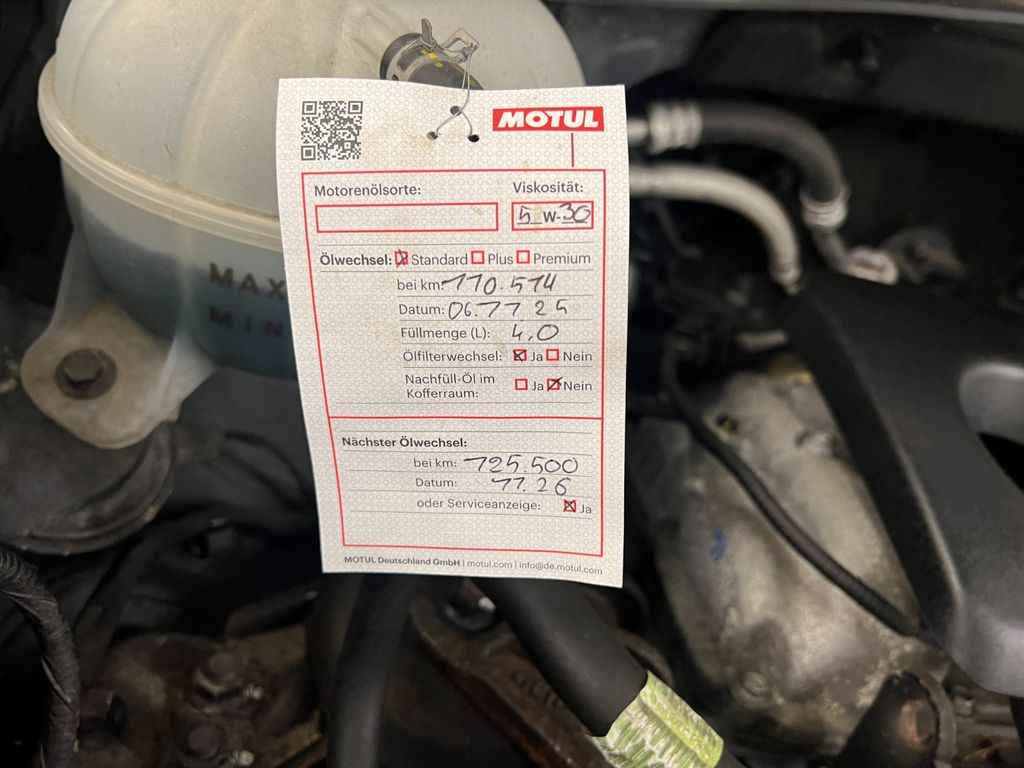 MOTUL
Motorenölsorte: Viskosität:
5 W-30
Ölwechsel: Standard Plus Premium
bei km: 110.514
Datum: 06.11.25
Füllmenge (L): 4,0
Ölfilterwechsel: Ja Nein
Nachfüll-Öl im
Kofferraum: Ja Nein
Nächster Ölwechsel:
bei km: 125.500
Datum: 11.26
oder Serviceanzeige: Ja
MOTUL Deutschland GmbH | motul.com | info@de.motul.com
MAX
MIN